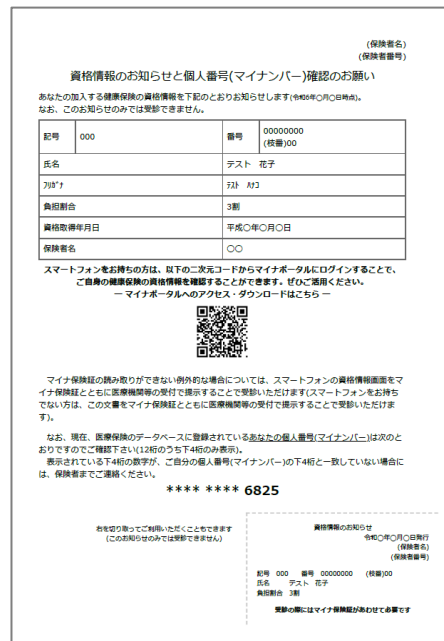 (保険者名)
(保険者番号)
資格情報のお知らせと個人番号(マイナンバー)確認のお願い
あなたの加入する健康保険の資格情報を下記のとおりお知らせします(令和6年〇月〇日時点)。
なお、このお知らせのみでは受診できません。
記号 000 番号 00000000
(枝番)00
氏名 テスト 花子
フリガナ テスト ハナコ
負担割合 3割
資格取得年月日 平成〇年〇月〇日
保険者名 〇〇
スマートフォンをお持ちの方は、以下の二次元コードからマイナポータルにログインすることで、
ご自身の健康保険の資格情報を確認することができます。ぜひご活用ください。
― マイナポータルへのアクセス・ダウンロードはこちら ―
マイナ保険証の読み取りができない例外的な場合については、スマートフォンの資格情報画面をマ
イナ保険証とともに医療機関等の受付で提示することで受診いただけます(スマートフォンをお持ち
でない方は、この文書をマイナ保険証とともに医療機関等の受付で提示することで受診いただけま
す)。
なお、現在、医療保険のデータベースに登録されているあなたの個人番号(マイナンバー)は次のと
おりですのでご確認下さい(12桁のうち下4桁のみ表示)。
表示されている下4桁の数字が、ご自分の個人番号(マイナンバー)の下4桁と一致していない場合に
は、保険者までご連絡ください。
**** **** 6825
右を切り取ってご利用いただくこともできます
(このお知らせのみでは受診できません)
資格情報のお知らせ
令和〇年〇月〇日発行
(保険者名)
(保険者番号)
記号 000 番号 00000000 (枝番)00
氏名 テスト 花子
負担割合 3割
受診の際にはマイナ保険証があわせて必要です